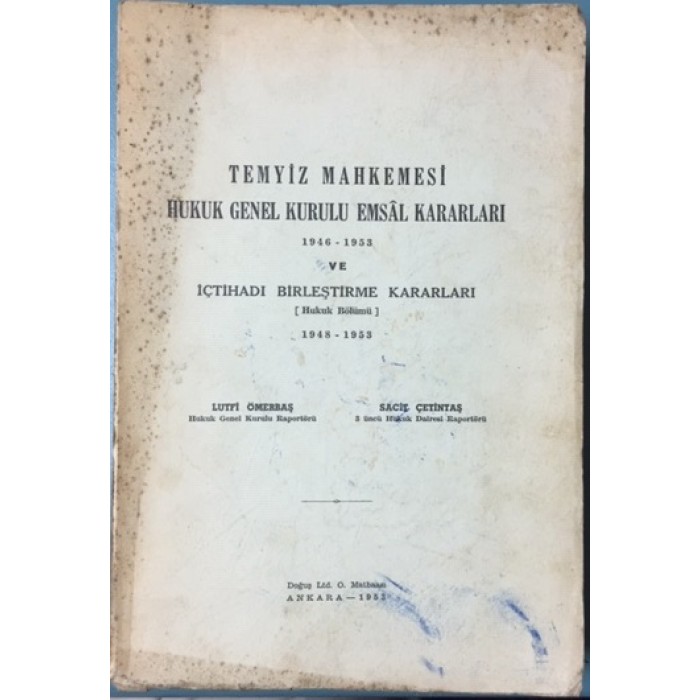 TEMYİZ MAHKEMESİ
HUKUK GENEL KURULU EMSÂL KARARLARI
1946 - 1953
VE
İÇTİHADI BİRLEŞTİRME KARARLARI
[ Hukuk Bölümü ]
1948 - 1953
LUTFİ ÖMERBAŞ
Hukuk Genel Kurulu Raportörü
SACİT ÇETİNTAŞ
3 üncü Hukuk Dairesi Raportörü
Doğuş Ltd. O. Matbaası
ANKARA — 1953